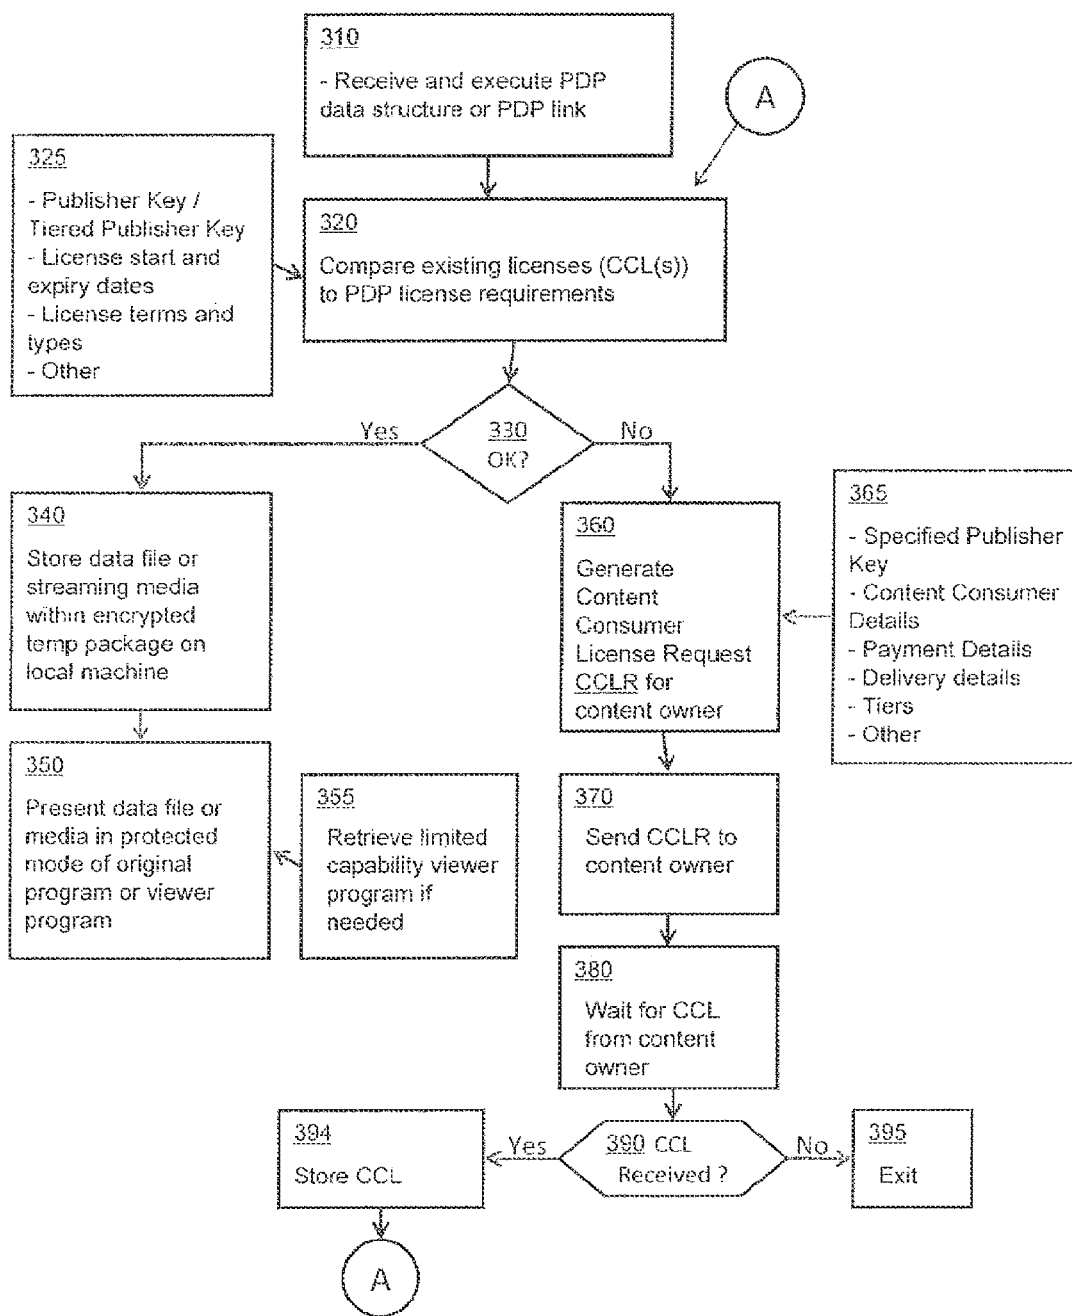 310
- Receive and execute PDP
data structure or PDP link
A
325
- Publisher Key /
Tiered Publisher Key
- License start and
expiry dates
- License terms and
types
- Other
320
Compare existing licenses (CCL(s))
to PDP license requirements
Yes
330
OK?
No
340
Store data file or
streaming media
within encrypted
temp package on
local machine
360
Generate
Content
Consumer
License Request
CCLR for
content owner
365
- Specified Publisher
Key
- Content Consumer
Details
- Payment Details
- Delivery details
- Tiers
- Other
350
Present data file or
media in protected
mode of original
program or viewer
program
355
Retrieve limited
capability viewer
program if
needed
370
Send CCLR to
content owner
380
Wait for CCL
from content
owner
394
Store CCL
Yes
390 CCL
Received ?
No
395
Exit
A